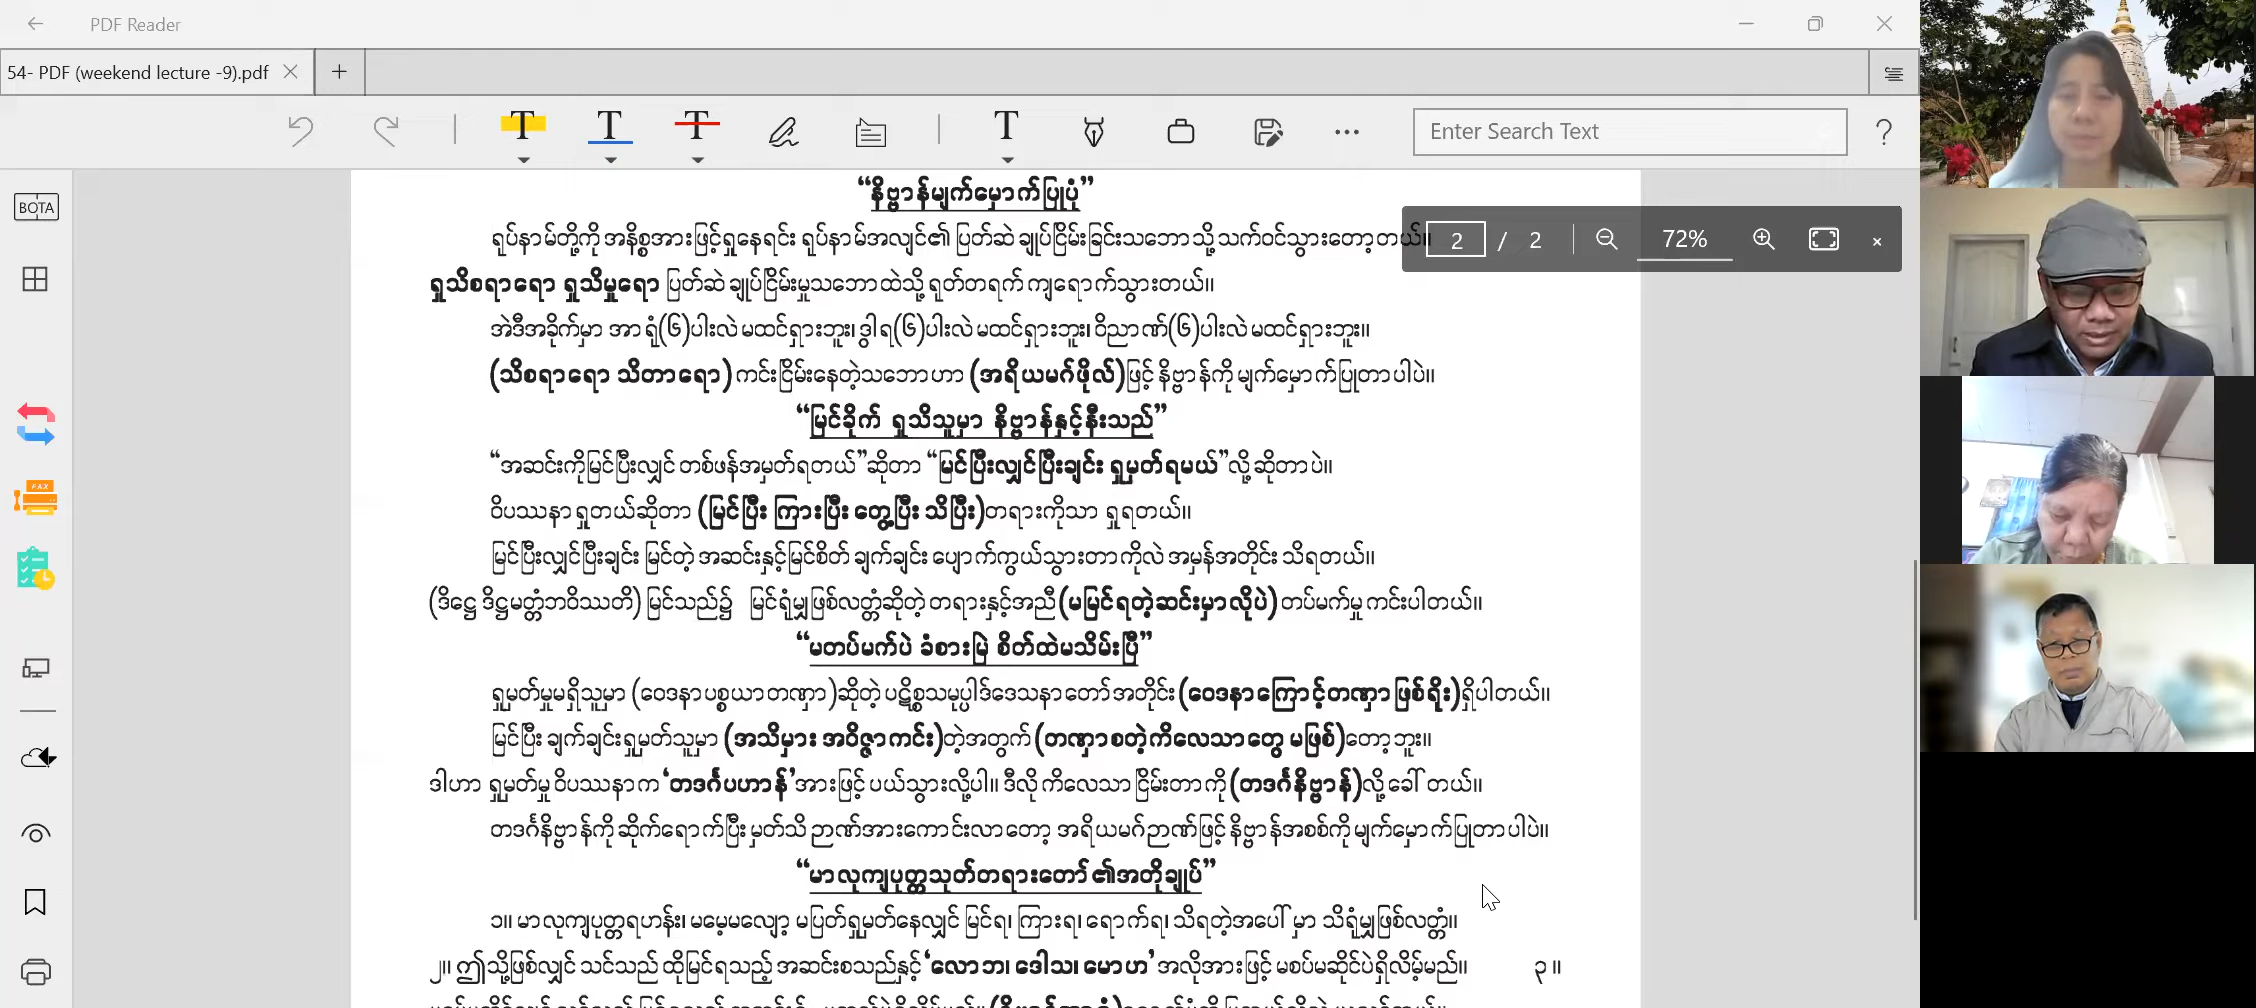 PDF Reader
54- PDF (weekend lecture -9).pdf
Enter Search Text
BOTA
FAX
2 / 2 72%
“နိဗ္ဗာန်မျက်မှောက်ပြုပုံ”
ရုပ်နာမ်တို့ကို အနိစ္စအားဖြင့်ရှုနေရင်း ရုပ်နာမ်အလျင်၏ ပြတ်ဆဲ ချုပ်ငြိမ်းခြင်းသဘော သို့ သက်ဝင်သွားတော့တယ်။
ရှုသိစရာရော ရှုသိမှုရော ပြတ်ဆဲ ချုပ်ငြိမ်းမှုသဘောထဲသို့ ရုတ်တရက် ကျရောက်သွားတယ်။
အဲဒီအခိုက်မှာ အာရုံ(၆)ပါးလဲ မထင်ရှားဘူး၊ ဒွါရ(၆)ပါးလဲ မထင်ရှားဘူး၊ ဝိညာဏ်(၆)ပါးလဲ မထင်ရှားဘူး။
(သိစရာရော သိတာရော) ကင်းငြိမ်းနေတဲ့သဘောဟာ (အရိယမဂ်ဖိုလ်)ဖြင့် နိဗ္ဗာန်ကို မျက်မှောက်ပြုတာပါပဲ။
“မြင်ခိုက် ရှုသိသူမှာ နိဗ္ဗာန်နှင့်နီးသည်”
“အဆင်းကိုမြင်ပြီးလျှင် တစ်ဖန်အမှတ်ရတယ်”ဆိုတာ “မြင်ပြီးလျှင်ပြီးချင်း ရှုမှတ်ရမယ်”လို့ ဆိုတာပဲ။
ဝိပဿနာ ရှုတယ်ဆိုတာ (မြင်ပြီး ကြားပြီး တွေ့ပြီး သိပြီး)တရားကိုသာ ရှုရတယ်။
မြင်ပြီးလျှင်ပြီးချင်း မြင်တဲ့ အဆင်းနှင့်မြင်စိတ် ချက်ချင်း ပျောက်ကွယ်သွားတာကိုလဲ အမှန်အတိုင်း သိရတယ်။
(ဒိဋ္ဌေ ဒိဋ္ဌမတ္တံဘဝိဿတိ) မြင်သည်၌ မြင်ရုံမျှဖြစ်လတ္တံ့ဆိုတဲ့ တရားနှင့်အညီ(မမြင်ရတဲ့ဆင်းမှာလိုပဲ) တပ်မက်မှု ကင်းပါတယ်။
“မတပ်မက်ပဲ ခံစားမြဲ စိတ်ထဲမသိမ်းပြီ”
ရှုမှတ်မှုမရှိသူမှာ (ဝေဒနာပစ္စယာတဏှာ)ဆိုတဲ့ ပဋိစ္စသမုပ္ပါဒ်ဒေသနာတော်အတိုင်း (ဝေဒနာကြောင့်တဏှာဖြစ်ရိုး)ရှိပါတယ်။
မြင်ပြီး ချက်ချင်းရှုမှတ်သူမှာ (အသိမှား အဝိဇ္ဇာကင်း)တဲ့အတွက် (တဏှာစတဲ့ကိလေသာတွေ မဖြစ်)တော့ဘူး။
ဒါဟာ ရှုမှတ်မှု ဝိပဿနာက ‘တဒင်္ဂပဟာန်’အားဖြင့် ပယ်သွားလို့ပါ။ ဒီလို ကိလေသာငြိမ်းတာကို (တဒင်္ဂနိဗ္ဗာန်)လို့ ခေါ်တယ်။
တဒင်္ဂနိဗ္ဗာန်ကို ဆိုက်ရောက်ပြီး မှတ်သိ ဉာဏ်အားကောင်းလာတော့ အရိယမဂ်ဉာဏ်ဖြင့် နိဗ္ဗာန်အစစ်ကို မျက်မှောက်ပြုတာပါပဲ။
“မာလုကျပုတ္တသုတ်တရားတော်၏အတိုချုပ်”
၁။ မာလုကျပုတ္တရဟန်း၊ မမေ့မလျော့ မပြတ်ရှုမှတ်နေလျှင် မြင်ရ၊ ကြားရ၊ ရောက်ရ၊ သိရတဲ့အပေါ်မှာ သိရုံမျှဖြစ်လတ္တံ့။
၂။ ဤသို့ဖြစ်လျှင် သင်သည် ထိုမြင်ရသည့် အဆင်းစသည်နှင့် ‘လောဘ၊ ဒေါသ၊ မောဟ’ အလိုအားဖြင့် မစပ်မဆိုင်ပဲရှိလိမ့်မည်။ ၃။